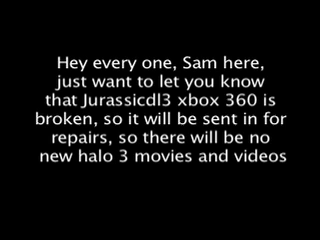 Hey every one, Sam here,
just want to let you know
that Jurassicdl3 xbox 360 is
broken, so it will be sent in for
repairs, so there will be no
new halo 3 movies and videos